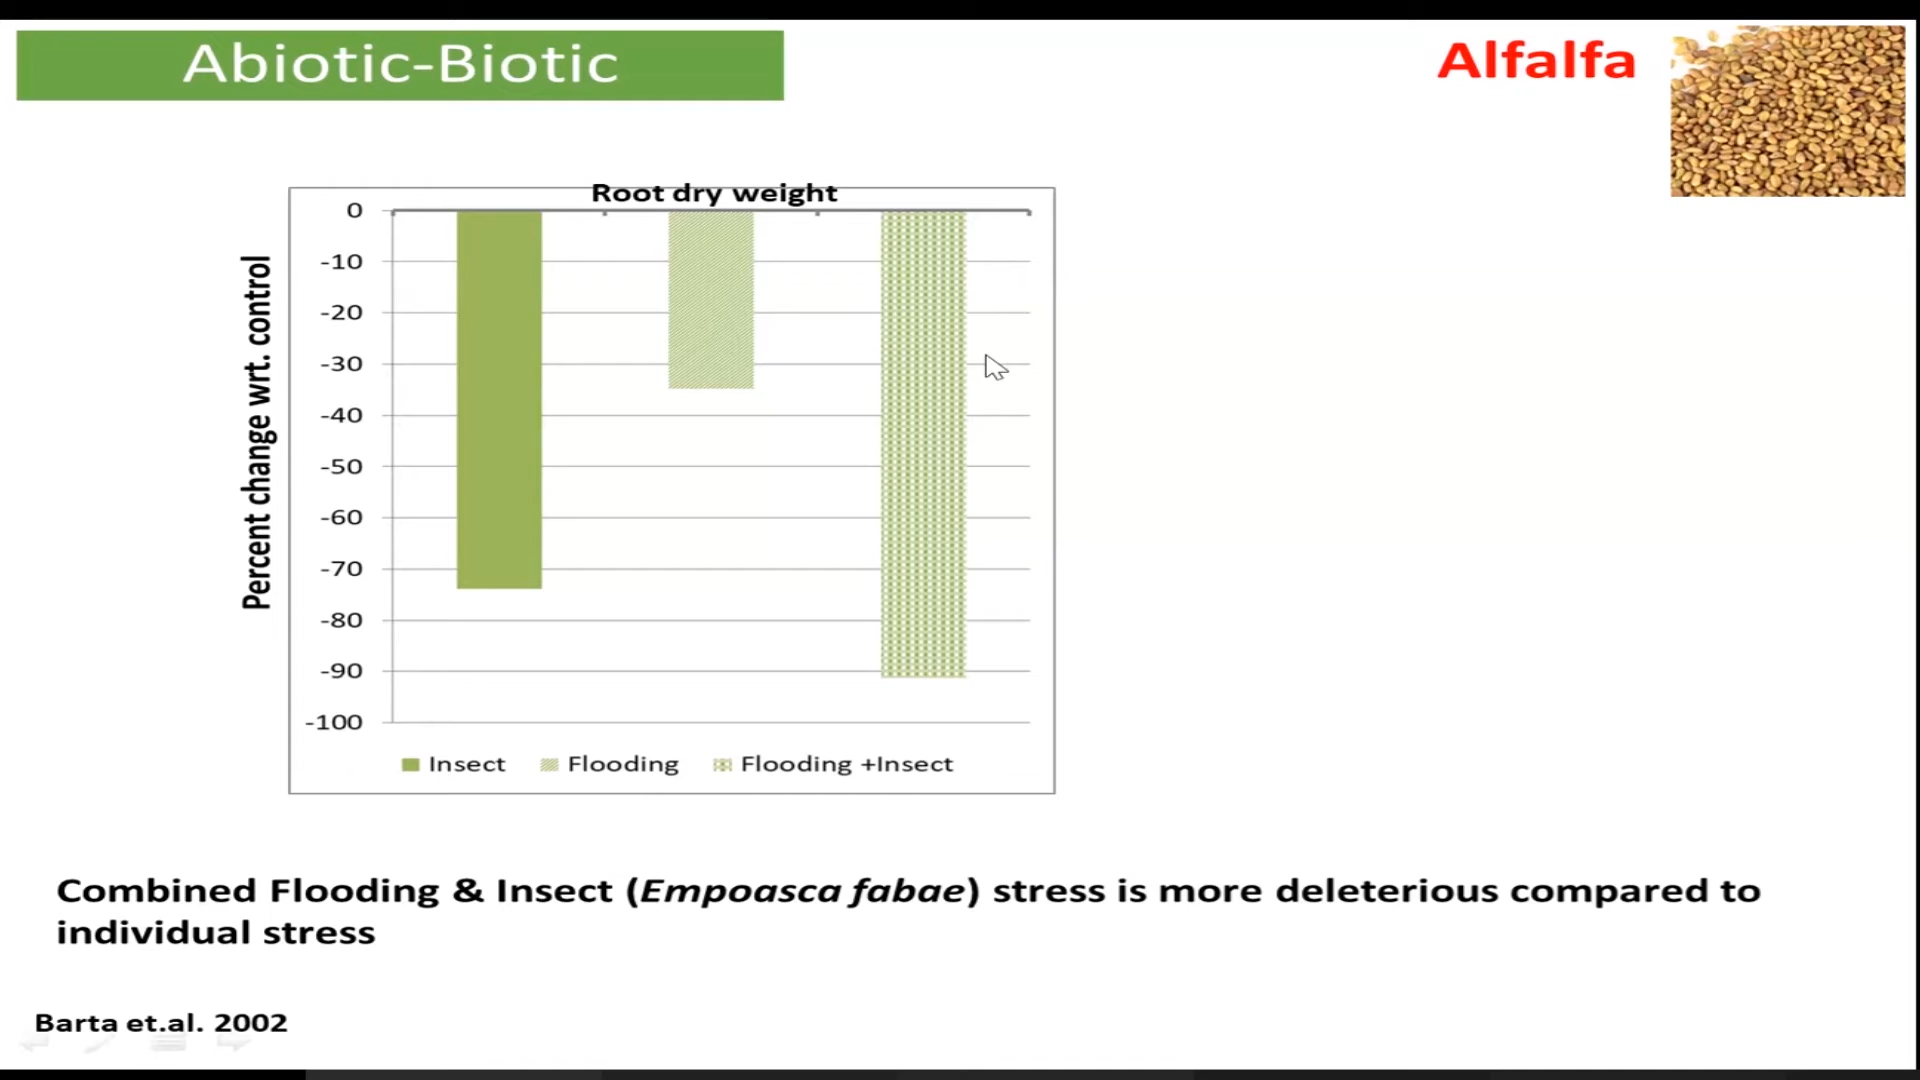 Abiotic-Biotic
Alfalfa
Root dry weight
Percent change wrt. control
0
-10
-20
-30
-40
-50
-60
-70
-80
-90
-100
Insect Flooding Flooding +Insect
Combined Flooding & Insect (Empoasca fabae) stress is more deleterious compared to
individual stress
Barta et.al. 2002